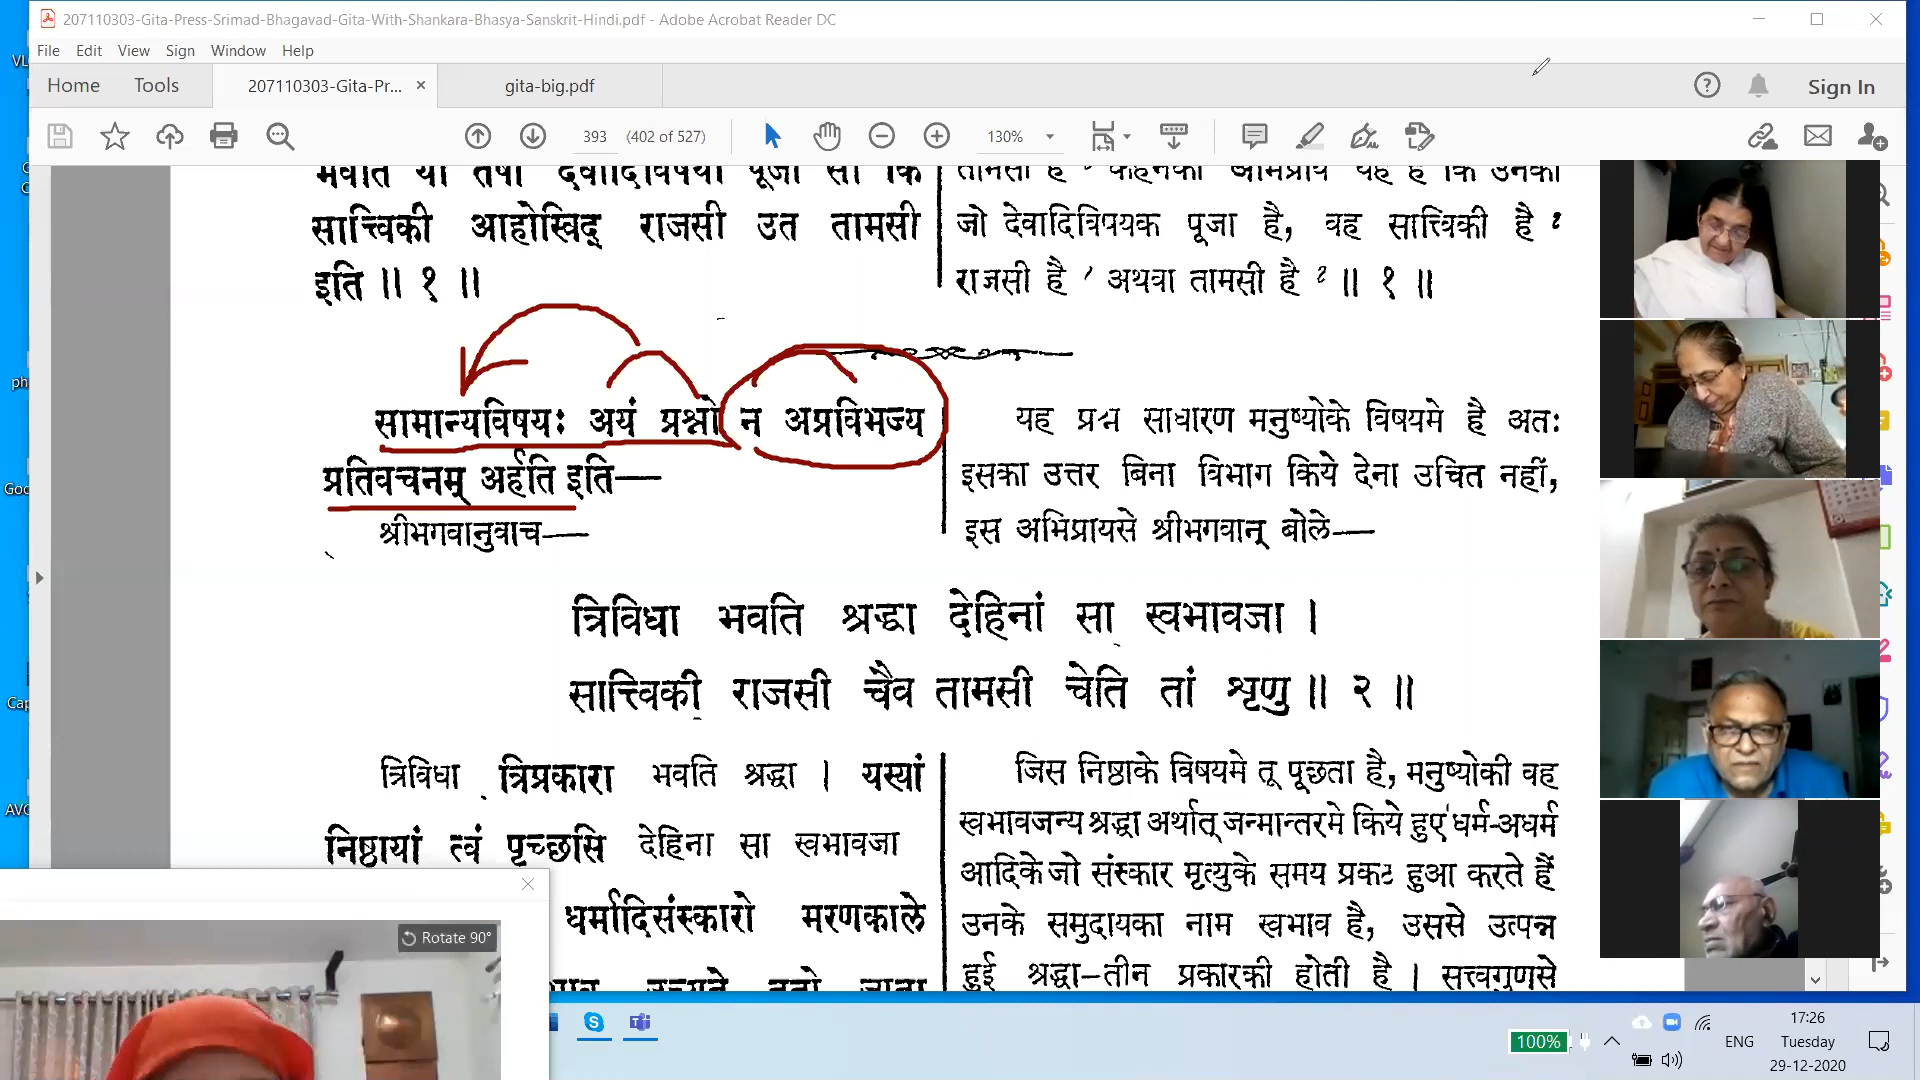 207110303-Gita-Press-Srimad-Bhagavad-Gita-With-Shankara-Bhasya-Sanskrit-Hindi.pdf - Adobe Acrobat Reader DC
File Edit View Sign Window Help
Home Tools 207110303-Gita-Pr... × gita-big.pdf Sign In
393 (402 of 527) 130%
सात्त्विकी आहोस्विद् राजसी उत तामसी
इति ॥ १ ॥
जो देवादिविषयक पूजा है, वह सात्त्विकी है ?
राजसी है ? अथवा तामसी है ? ॥ १ ॥
सामान्यविषयः अयं प्रश्नो न अप्रविभज्य
प्रतिवचनम् अर्हति इति—
श्रीभगवानुवाच—
यह प्रश्न साधारण मनुष्योके विषयमे है अतः
इसका उत्तर बिना विभाग किये देना उचित नहीं,
इस अभिप्रायसे श्रीभगवान् बोले—
त्रिविधा भवति श्रद्धा देहिनां सा स्वभावजा ।
सात्त्विकी राजसी चैव तामसी चेति तां शृणु ॥ २ ॥
त्रिविधा त्रिप्रकारा भवति श्रद्धा । यस्यां
निष्ठायां त्वं पृच्छसि देहिना सा स्वभावजा
धर्मादिसंस्कारो मरणकाले
जिस निष्ठाके विषयमे तू पूछता है, मनुष्योकी वह
स्वभावजन्य श्रद्धा अर्थात् जन्मान्तरमे किये हुए धर्म-अधर्म
आदिके जो संस्कार मृत्युके समय प्रकट हुआ करते हैं
उनके समुदायका नाम स्वभाव है, उससे उत्पन्न
हुई श्रद्धा—तीन प्रकारकी होती है । सत्त्वगुणसे
Rotate 90°
100%
ENG
17:26
Tuesday
29-12-2020